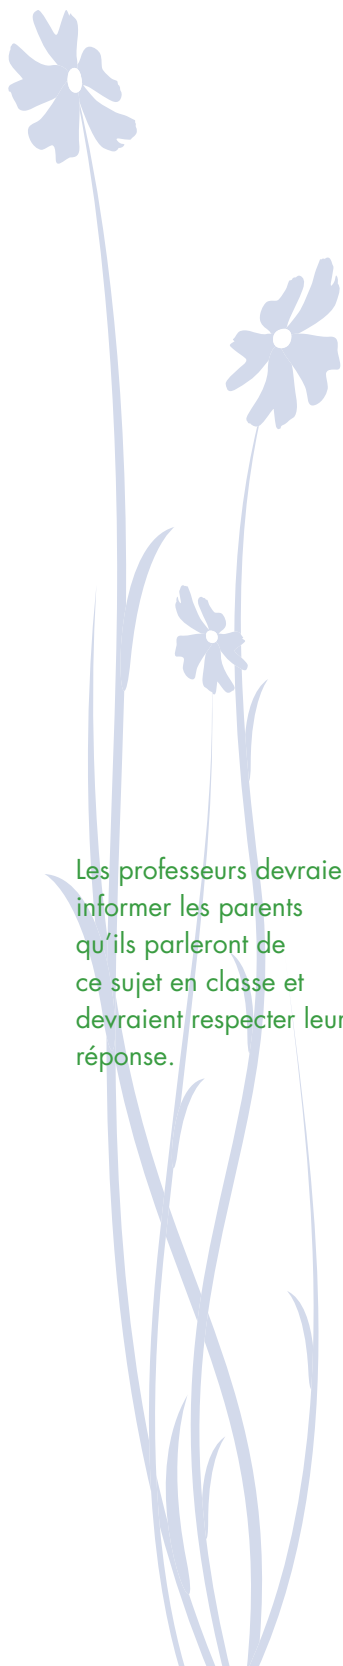 Les professeurs devraie
informer les parents
qu’ils parleront de
ce sujet en classe et
devraient respecter leur
réponse.